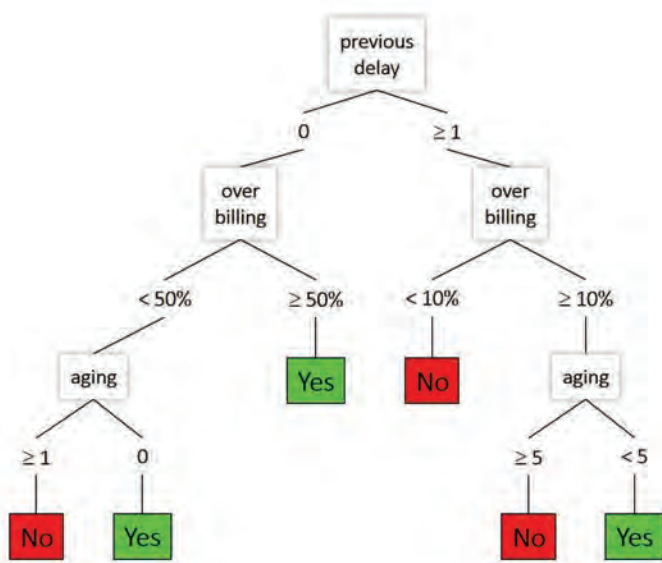 previous
delay
0
≥ 1
over
billing
over
billing
< 50%
≥ 50%
< 10%
≥ 10%
aging
Yes
No
aging
≥ 1
0
≥ 5
< 5
No
Yes
No
Yes